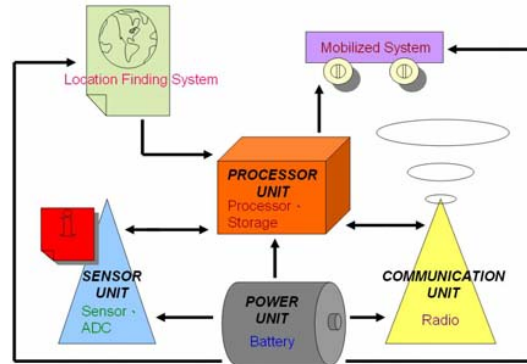 Location Finding System
Mobilized System
PROCESSOR
UNIT
Processor、
Storage
i
SENSOR
UNIT
Sensor、
ADC
POWER
UNIT
Battery
COMMUNICATION
UNIT
Radio